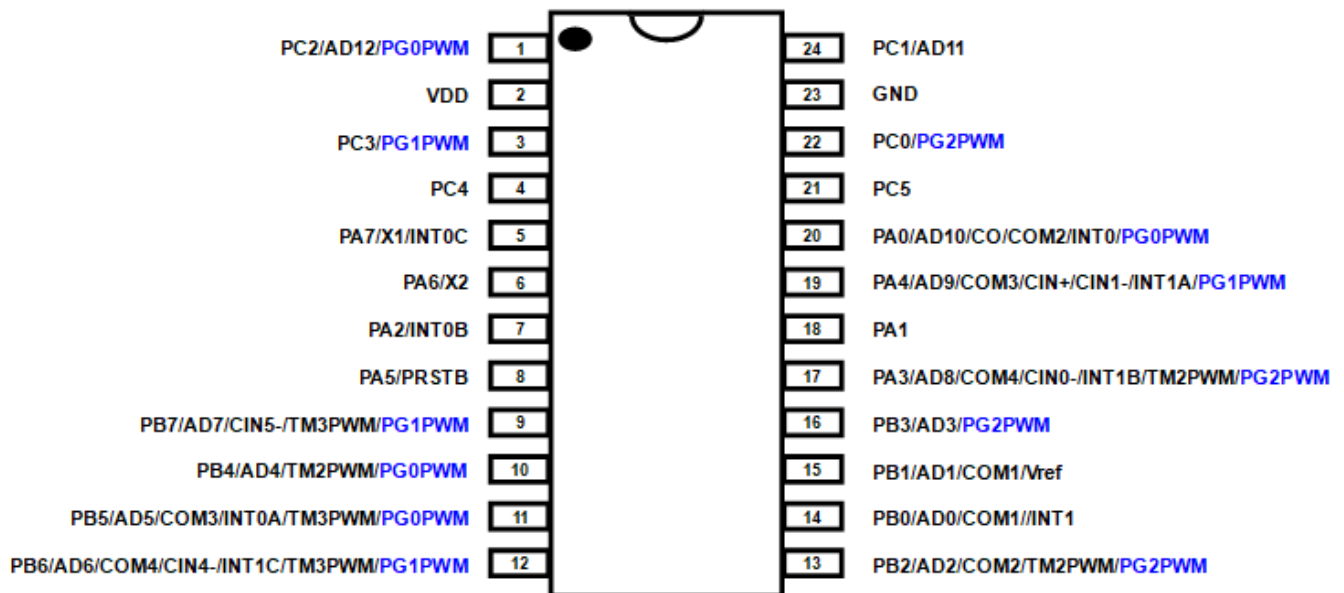 PC2/AD12/PG0PWM 1 24 PC1/AD11
VDD 2 23 GND
PC3/PG1PWM 3 22 PC0/PG2PWM
PC4 4 21 PC5
PA7/X1/INT0C 5 20 PA0/AD10/CO/COM2/INT0/PG0PWM
PA6/X2 6 19 PA4/AD9/COM3/CIN+/CIN1-/INT1A/PG1PWM
PA2/INT0B 7 18 PA1
PA5/PRSTB 8 17 PA3/AD8/COM4/CIN0-/INT1B/TM2PWM/PG2PWM
PB7/AD7/CIN5-/TM3PWM/PG1PWM 9 16 PB3/AD3/PG2PWM
PB4/AD4/TM2PWM/PG0PWM 10 15 PB1/AD1/COM1/Vref
PB5/AD5/COM3/INT0A/TM3PWM/PG0PWM 11 14 PB0/AD0/COM1//INT1
PB6/AD6/COM4/CIN4-/INT1C/TM3PWM/PG1PWM 12 13 PB2/AD2/COM2/TM2PWM/PG2PWM